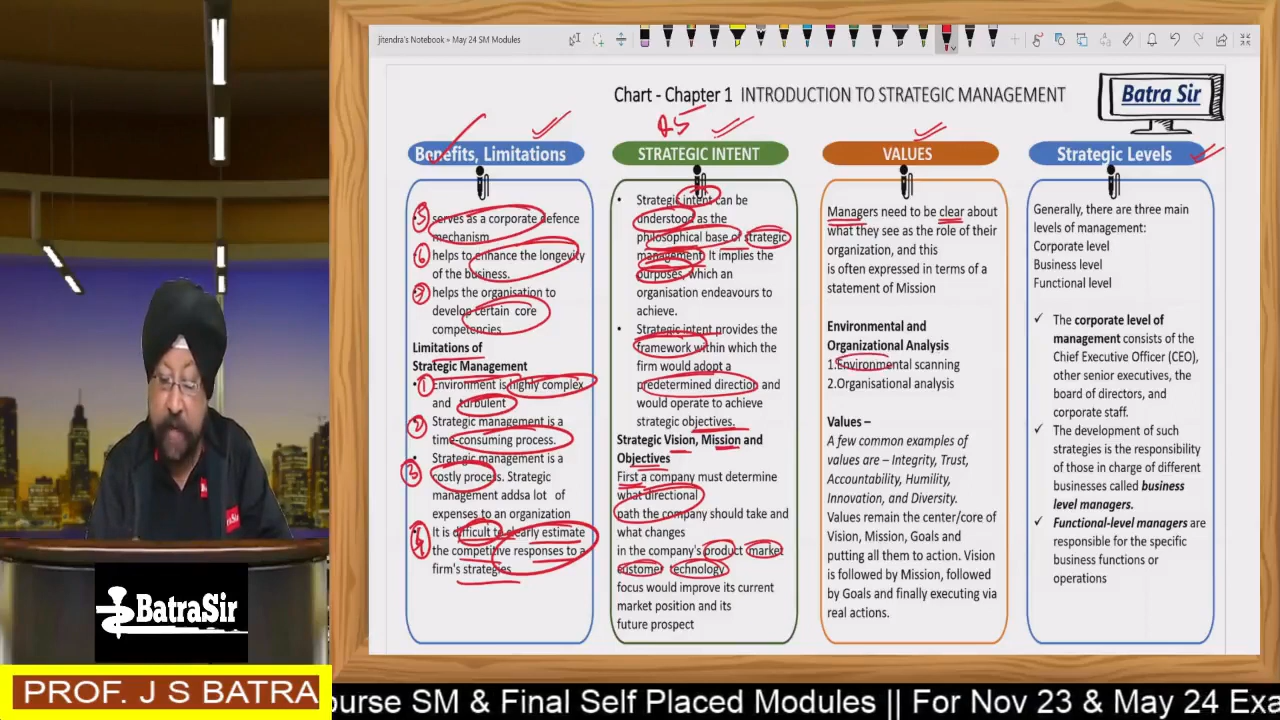 Jitendra's Notebook » May 24 SM Modules
Chart - Chapter 1 INTRODUCTION TO STRATEGIC MANAGEMENT
Batra Sir
AS
Benefits, Limitations
5 serves as a corporate defence
mechanism
6 helps to enhance the longevity
of the business.
7 helps the organisation to
develop certain core
competencies
Limitations of
Strategic Management
1 Environment is highly complex
and turbulent
2 Strategic management is a
time-consuming process.
• Strategic management is a
3 costly process. Strategic
management addsa lot of
expenses to an organization
4 It is difficult to clearly estimate
the competitive responses to a
firm's strategies
STRATEGIC INTENT
• Strategic intent can be
understood as the
philosophical base of strategic
management. It implies the
purposes, which an
organisation endeavours to
achieve.
• Strategic intent provides the
framework within which the
firm would adopt a
predetermined direction and
would operate to achieve
strategic objectives.
Strategic Vision, Mission and
Objectives
First a company must determine
what directional
path the company should take and
what changes
in the company's product market
customer technology
focus would improve its current
market position and its
future prospect
VALUES
Managers need to be clear about
what they see as the role of their
organization, and this
is often expressed in terms of a
statement of Mission
Environmental and
Organizational Analysis
1.Environmental scanning
2.Organisational analysis
Values –
A few common examples of
values are – Integrity, Trust,
Accountability, Humility,
Innovation, and Diversity.
Values remain the center/core of
Vision, Mission, Goals and
putting all them to action. Vision
is followed by Mission, followed
by Goals and finally executing via
real actions.
Strategic Levels
Generally, there are three main
levels of management:
Corporate level
Business level
Functional level
✓ The corporate level of
management consists of the
Chief Executive Officer (CEO),
other senior executives, the
board of directors, and
corporate staff.
✓ The development of such
strategies is the responsibility
of those in charge of different
businesses called business
level managers.
✓ Functional-level managers are
responsible for the specific
business functions or
operations
BatraSir
PROF. J S BATRA
ourse SM & Final Self Placed Modules || For Nov 23 & May 24 Exa